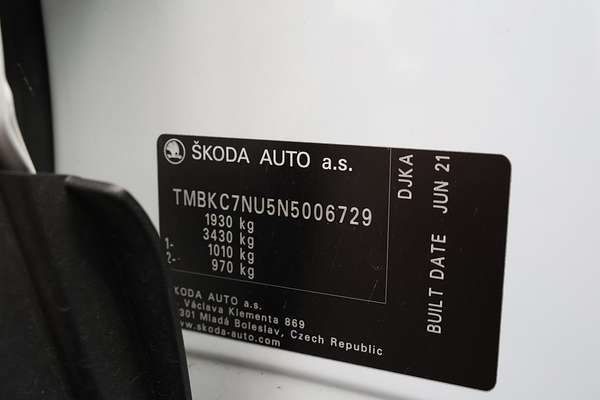 ŠKODA AUTO a.s.
TMBKC7NU5N5006729
1930 kg
3430 kg
1- 1010 kg
2- 970 kg
ŠKODA AUTO a.s.
Václava Klementa 869
301 Mladá Boleslav, Czech Republic
www.skoda-auto.com
DJKA
BUILT DATE JUN 21